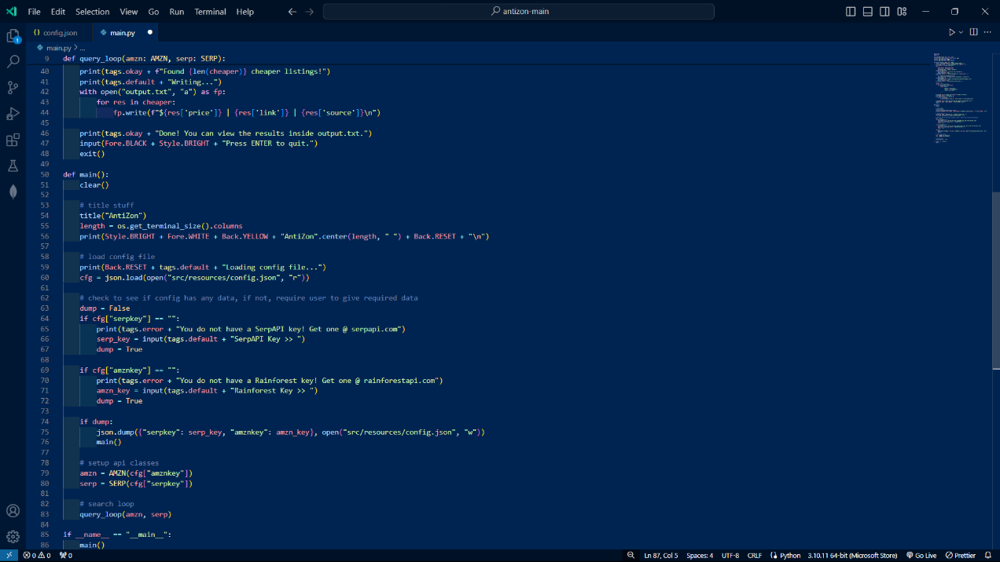 File Edit Selection View Go Run Terminal Help antizon-main
config.json main.py
main.py > ...
9 def query_loop(amzn: AMZN, serp: SERP):
40 print(tags.okay + f"Found {len(cheaper)} cheaper listings!")
41 print(tags.default + "Writing...")
42 with open("output.txt", "a") as fp:
43 for res in cheaper:
44 fp.write(f"${res['price']} | {res['link']} | {res['source']}\n")
45
46 print(tags.okay + "Done! You can view the results inside output.txt.")
47 input(Fore.BLACK + Style.BRIGHT + "Press ENTER to quit.")
48 exit()
49
50 def main():
51 clear()
52
53 # title stuff
54 title("AntiZon")
55 length = os.get_terminal_size().columns
56 print(Style.BRIGHT + Fore.WHITE + Back.YELLOW + "AntiZon".center(length, " ") + Back.RESET + "\n")
57
58 # load config file
59 print(Back.RESET + tags.default + "Loading config file...")
60 cfg = json.load(open("src/resources/config.json", "r"))
61
62 # check to see if config has any data, if not, require user to give required data
63 dump = False
64 if cfg["serpkey"] == "":
65 print(tags.error + "You do not have a SerpAPI key! Get one @ serpapi.com")
66 serp_key = input(tags.default + "SerpAPI Key >> ")
67 dump = True
68
69 if cfg["amznkey"] == "":
70 print(tags.error + "You do not have a Rainforest key! Get one @ rainforestapi.com")
71 amzn_key = input(tags.default + "Rainforest Key >> ")
72 dump = True
73
74 if dump:
75 json.dump({"serpkey": serp_key, "amznkey": amzn_key}, open("src/resources/config.json", "w"))
76 main()
77
78 # setup api classes
79 amzn = AMZN(cfg["amznkey"])
80 serp = SERP(cfg["serpkey"])
81
82 # search loop
83 query_loop(amzn, serp)
84
85 if __name__ == "__main__":
86 main()
0 0 0 Ln 87, Col 5 Spaces: 4 UTF-8 CRLF Python 3.10.11 64-bit (Microsoft Store) Go Live Prettier